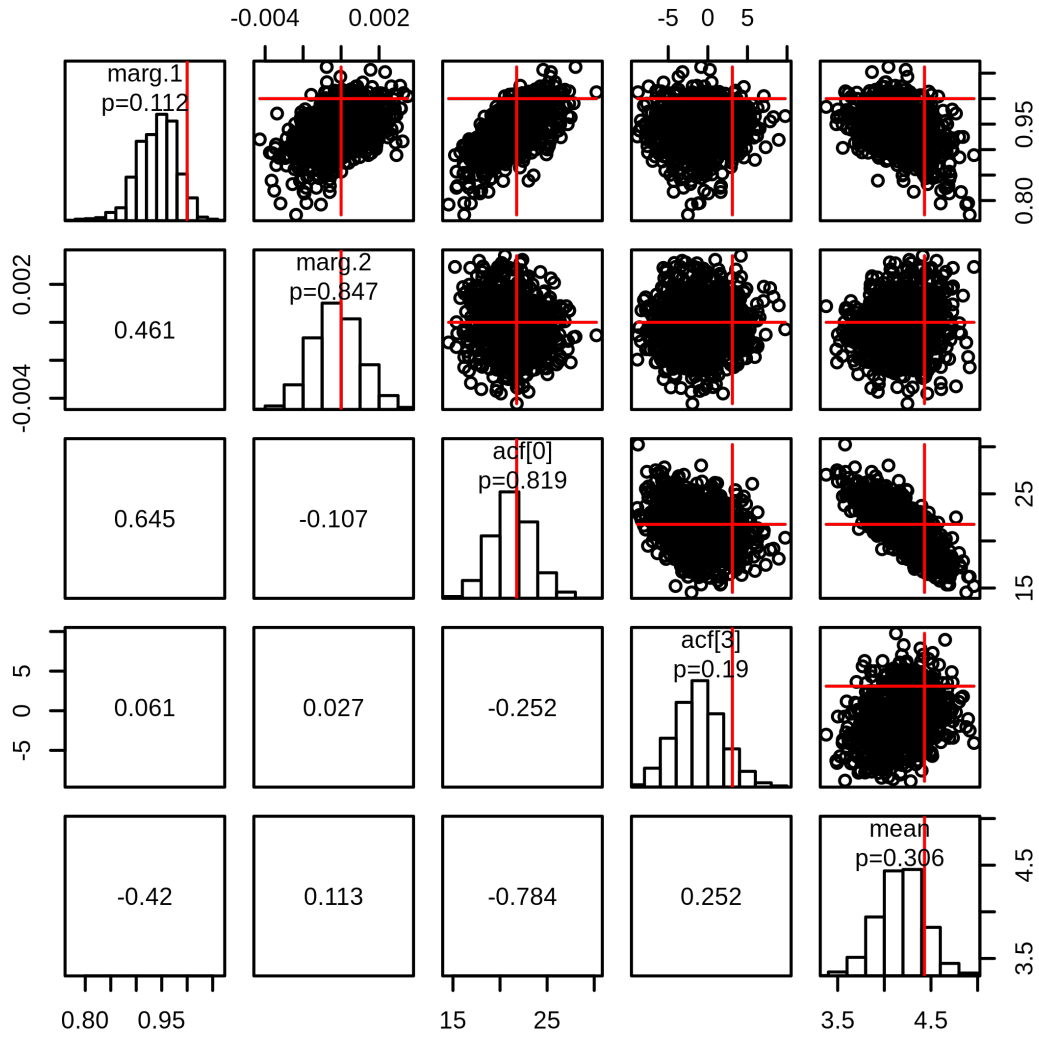 -0.004 0.002 -5 0 5
marg.1
p=0.112
0.80 0.95
-0.004 0.002
0.461
marg.2
p=0.847
0.645
-0.107
acf[0]
p=0.819
15 25
-5 0 5
0.061
0.027
-0.252
acf[3]
p=0.19
-0.42
0.113
-0.784
0.252
mean
p=0.306
3.5 4.5
0.80 0.95 15 25 3.5 4.5